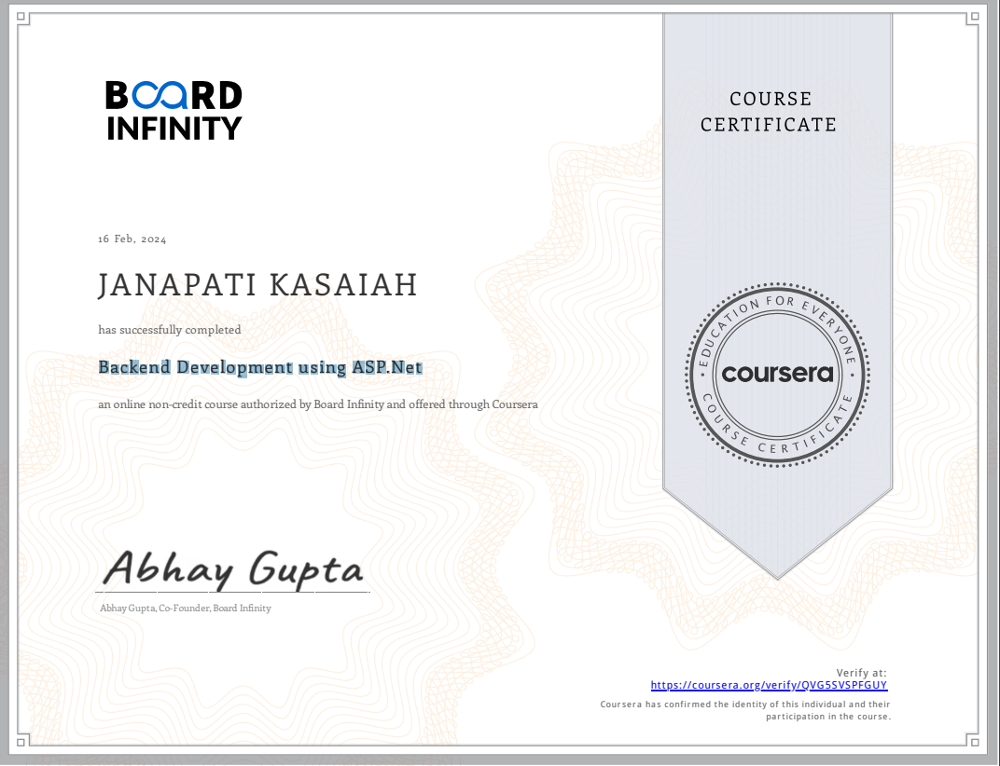 BOARD
INFINITY
COURSE
CERTIFICATE
16 Feb, 2024
JANAPATI KASAIAH
has successfully completed
Backend Development using ASP.Net
an online non-credit course authorized by Board Infinity and offered through Coursera
EDUCATION FOR EVERYONE
coursera
COURSE CERTIFICATE
Abhay Gupta
Abhay Gupta, Co-Founder, Board Infinity
Verify at:
https://coursera.org/verify/QVG5SVSPFGUY
Coursera has confirmed the identity of this individual and their
participation in the course.